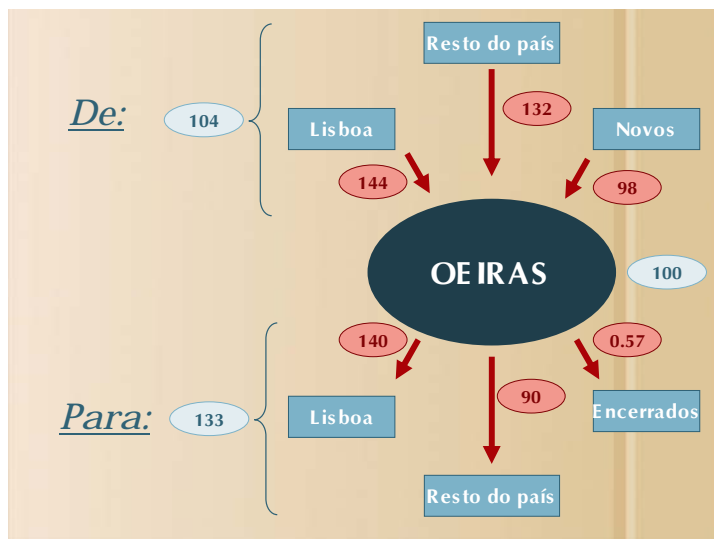 Resto do país
De:
104
132
Lisboa
Novos
144
98
OEIRAS
100
140
0.57
90
Para:
133
Lisboa
Encerrados
Resto do país